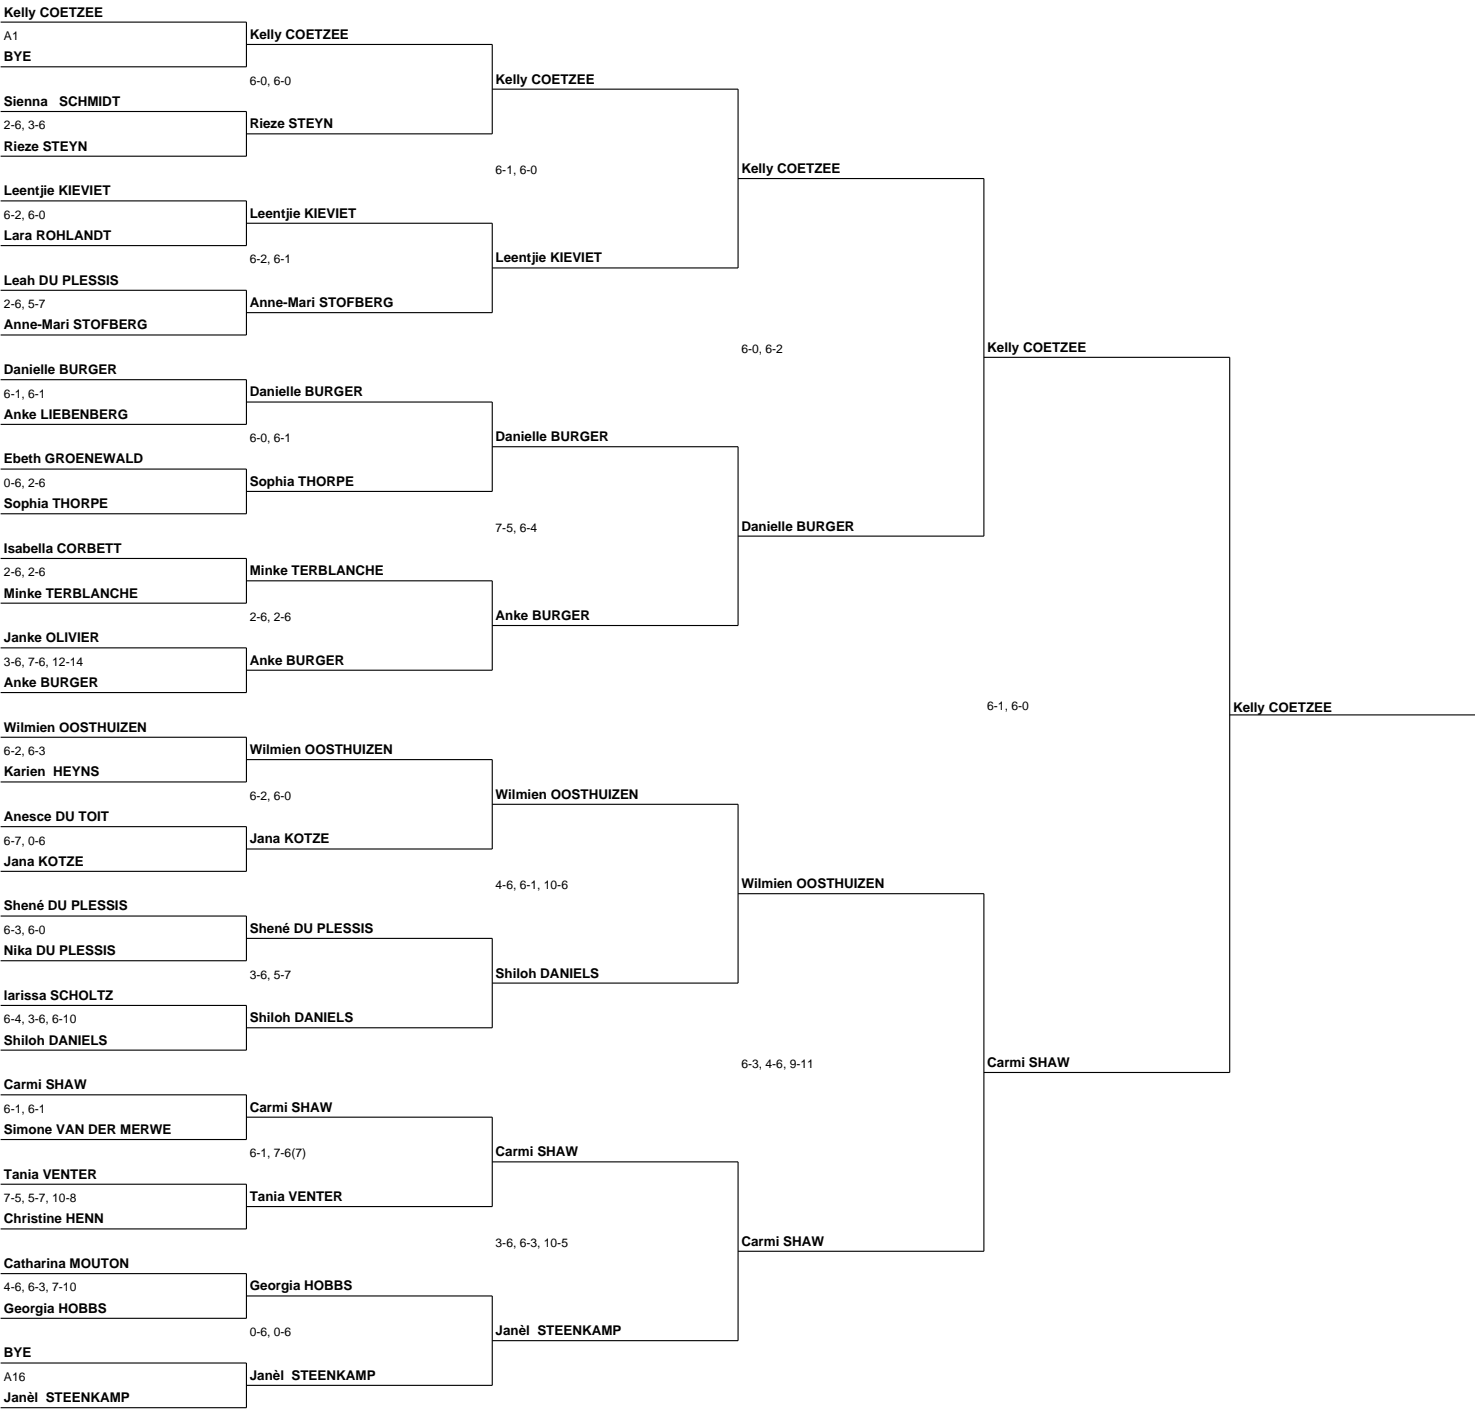 Kelly COETZEE
A1
BYE
Sienna   SCHMIDT
2-6, 3-6
Rieze STEYN
Leentjie KIEVIET
6-2, 6-0
Lara ROHLANDT
Leah DU PLESSIS
2-6, 5-7
Anne-Mari STOFBERG
Danielle BURGER
6-1, 6-1
Anke LIEBENBERG
Ebeth GROENEWALD
0-6, 2-6
Sophia THORPE
Isabella CORBETT
2-6, 2-6
Minke TERBLANCHE
Janke OLIVIER
3-6, 7-6, 12-14
Anke BURGER
Wilmien OOSTHUIZEN
6-2, 6-3
Karien  HEYNS
Anesce DU TOIT
6-7, 0-6
Jana KOTZE
Shené DU PLESSIS
6-3, 6-0
Nika DU PLESSIS
larissa SCHOLTZ
6-4, 3-6, 6-10
Shiloh DANIELS
Carmi SHAW
6-1, 6-1
Simone VAN DER MERWE
Tania VENTER
7-5, 5-7, 10-8
Christine HENN
Catharina MOUTON
4-6, 6-3, 7-10
Georgia HOBBS
BYE
A16
Janèl  STEENKAMP
Kelly COETZEE
6-0, 6-0
Rieze STEYN
Leentjie KIEVIET
6-2, 6-1
Anne-Mari STOFBERG
Danielle BURGER
6-0, 6-1
Sophia THORPE
Minke TERBLANCHE
2-6, 2-6
Anke BURGER
Wilmien OOSTHUIZEN
6-2, 6-0
Jana KOTZE
Shené DU PLESSIS
3-6, 5-7
Shiloh DANIELS
Carmi SHAW
6-1, 7-6(7)
Tania VENTER
Georgia HOBBS
0-6, 0-6
Janèl  STEENKAMP
Kelly COETZEE
6-1, 6-0
Leentjie KIEVIET
Danielle BURGER
7-5, 6-4
Anke BURGER
Wilmien OOSTHUIZEN
4-6, 6-1, 10-6
Shiloh DANIELS
Carmi SHAW
3-6, 6-3, 10-5
Janèl  STEENKAMP
Kelly COETZEE
6-0, 6-2
Danielle BURGER
Wilmien OOSTHUIZEN
6-3, 4-6, 9-11
Carmi SHAW
Kelly COETZEE
6-1, 6-0
Carmi SHAW
Kelly COETZEE